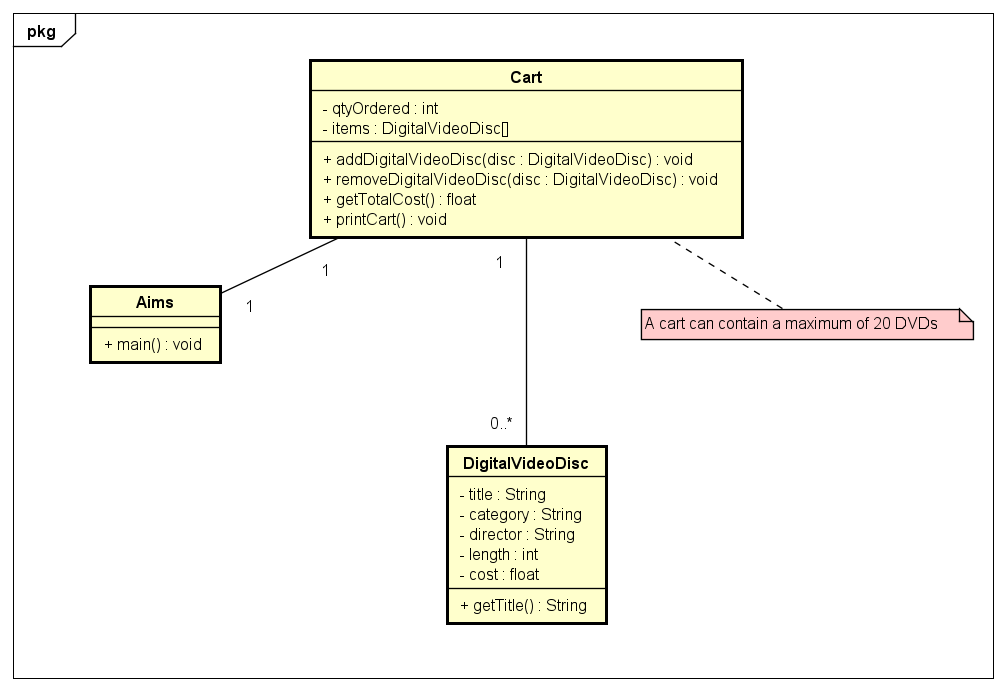 pkg
Cart
- qtyOrdered : int
- items : DigitalVideoDisc[]
+ addDigitalVideoDisc(disc : DigitalVideoDisc) : void
+ removeDigitalVideoDisc(disc : DigitalVideoDisc) : void
+ getTotalCost() : float
+ printCart() : void
1
1
1
Aims
+ main() : void
A cart can contain a maximum of 20 DVDs
0..*
DigitalVideoDisc
- title : String
- category : String
- director : String
- length : int
- cost : float
+ getTitle() : String